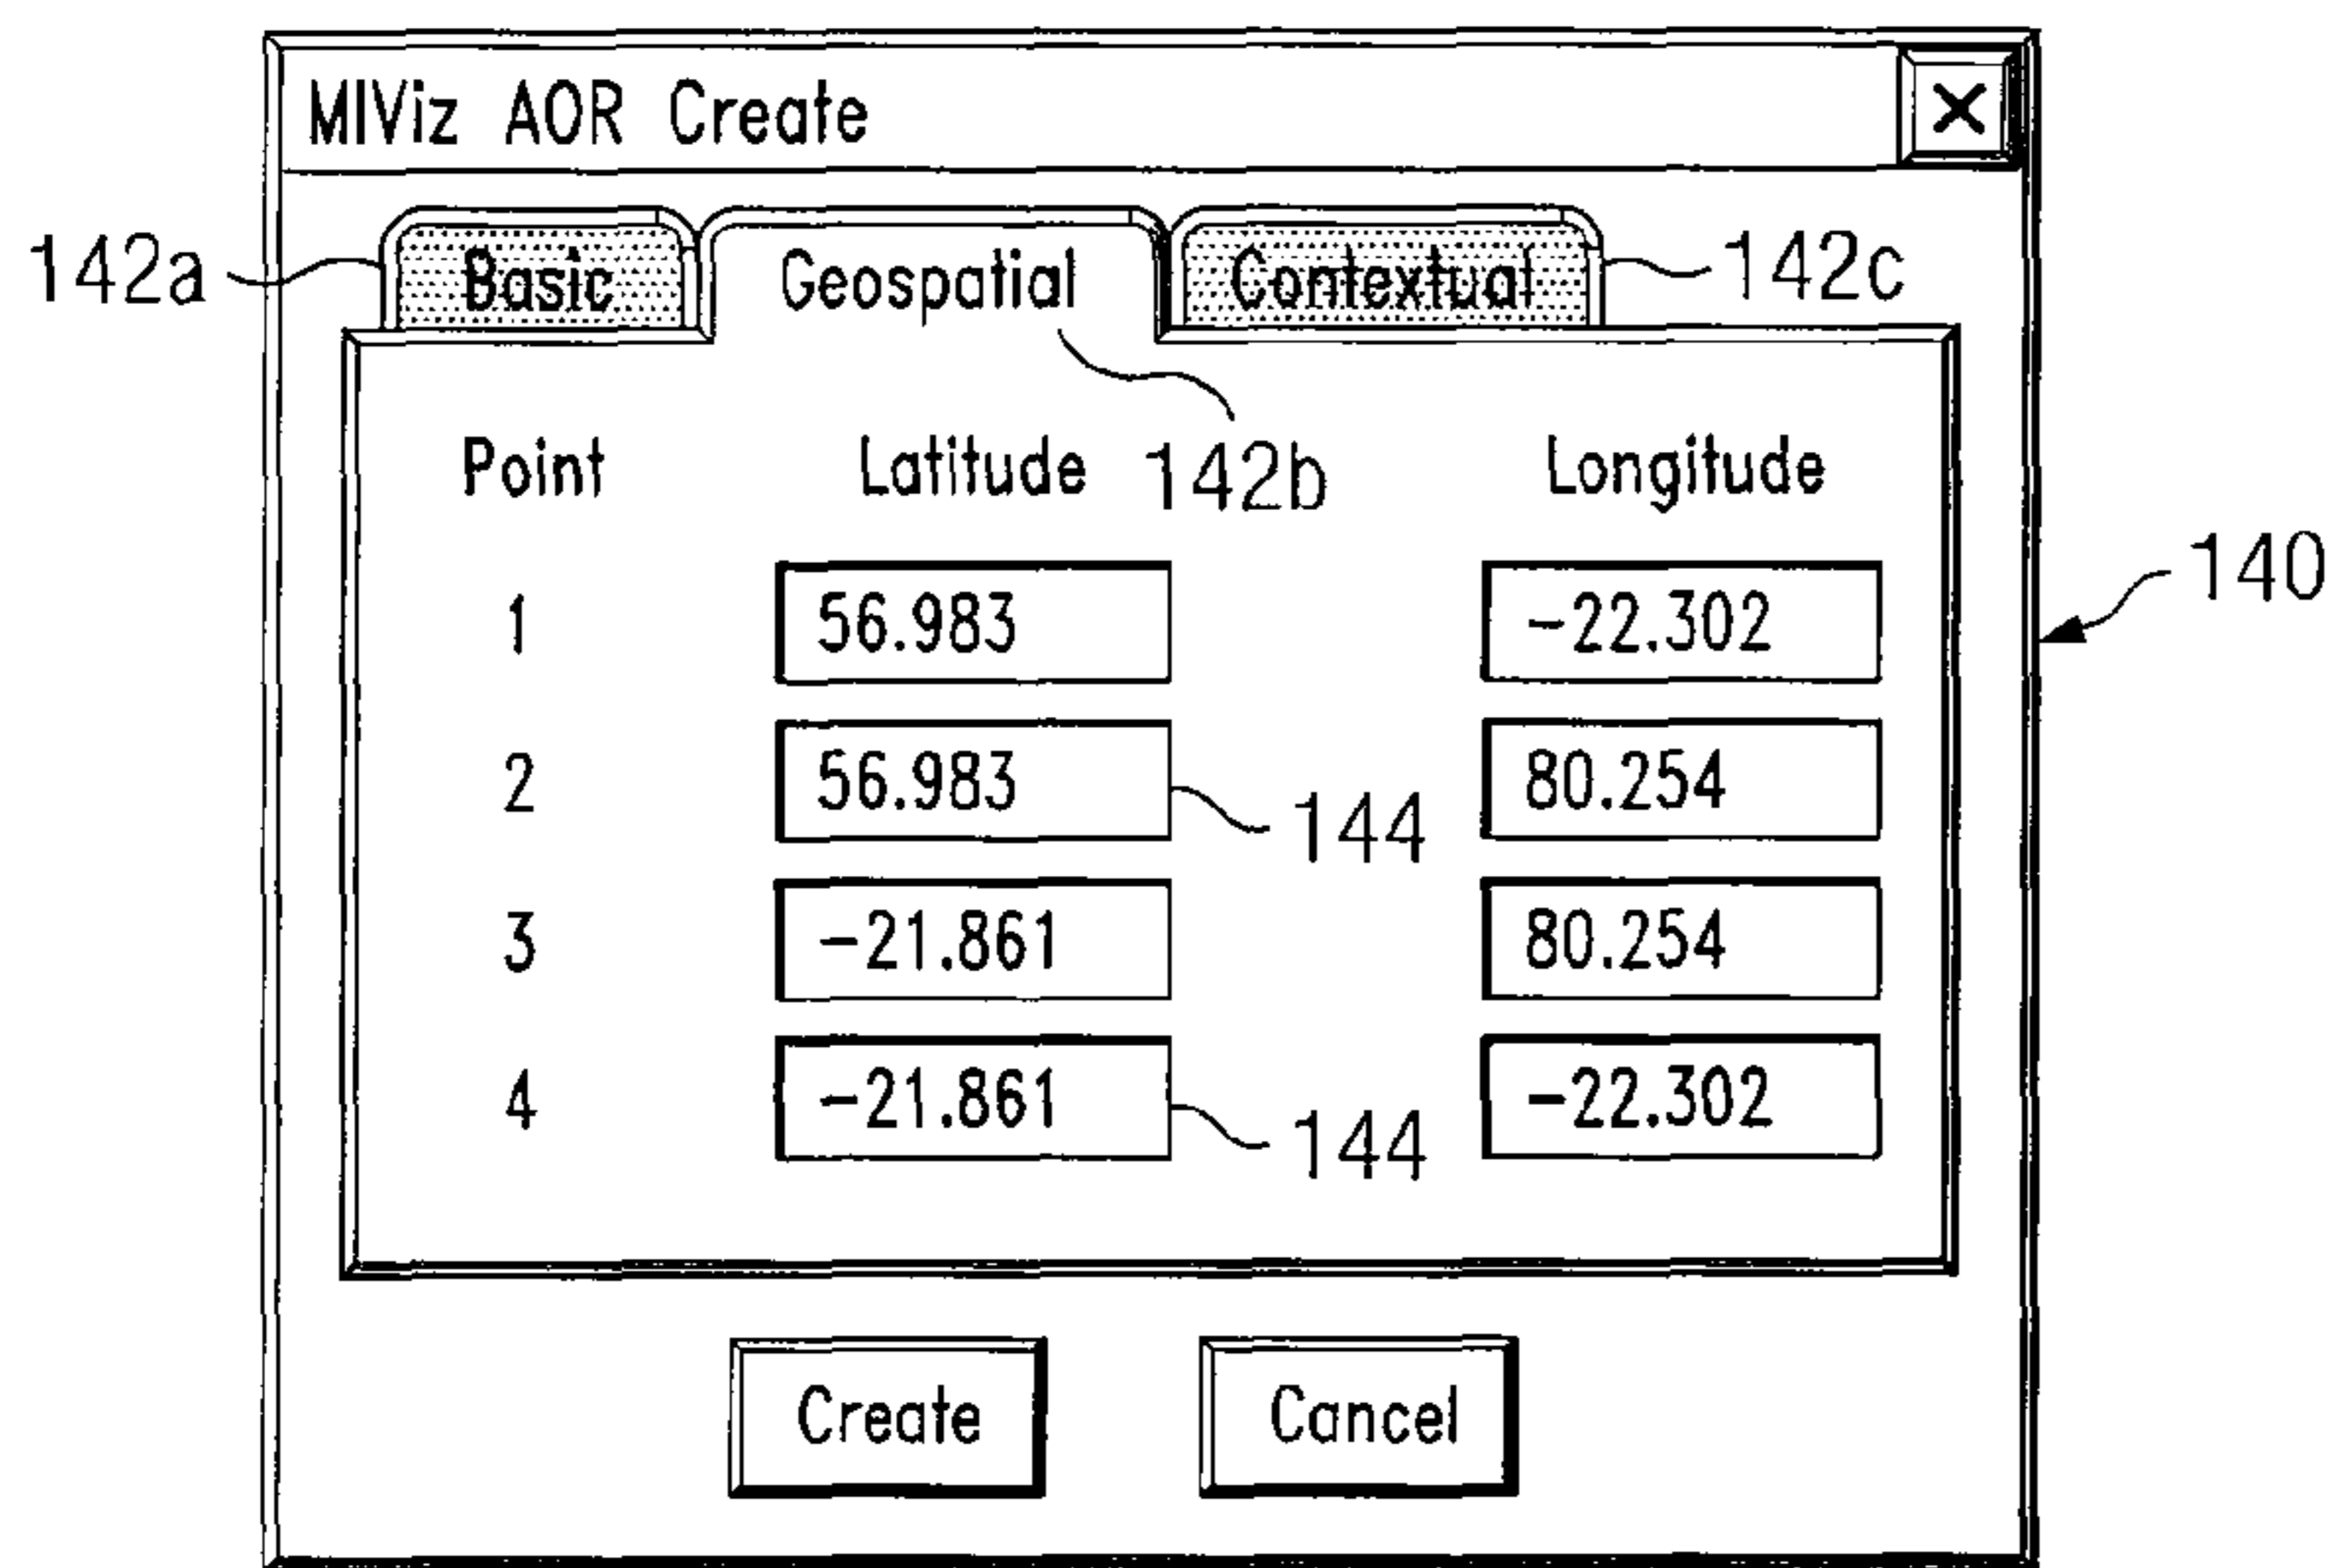 MIViz AOR Create
142a Basic Geospatial Contextual 142c
Point Latitude 142b Longitude
140
1 56.983 -22.302
2 56.983 144 80.254
3 -21.861 80.254
4 -21.861 144 -22.302
Create Cancel